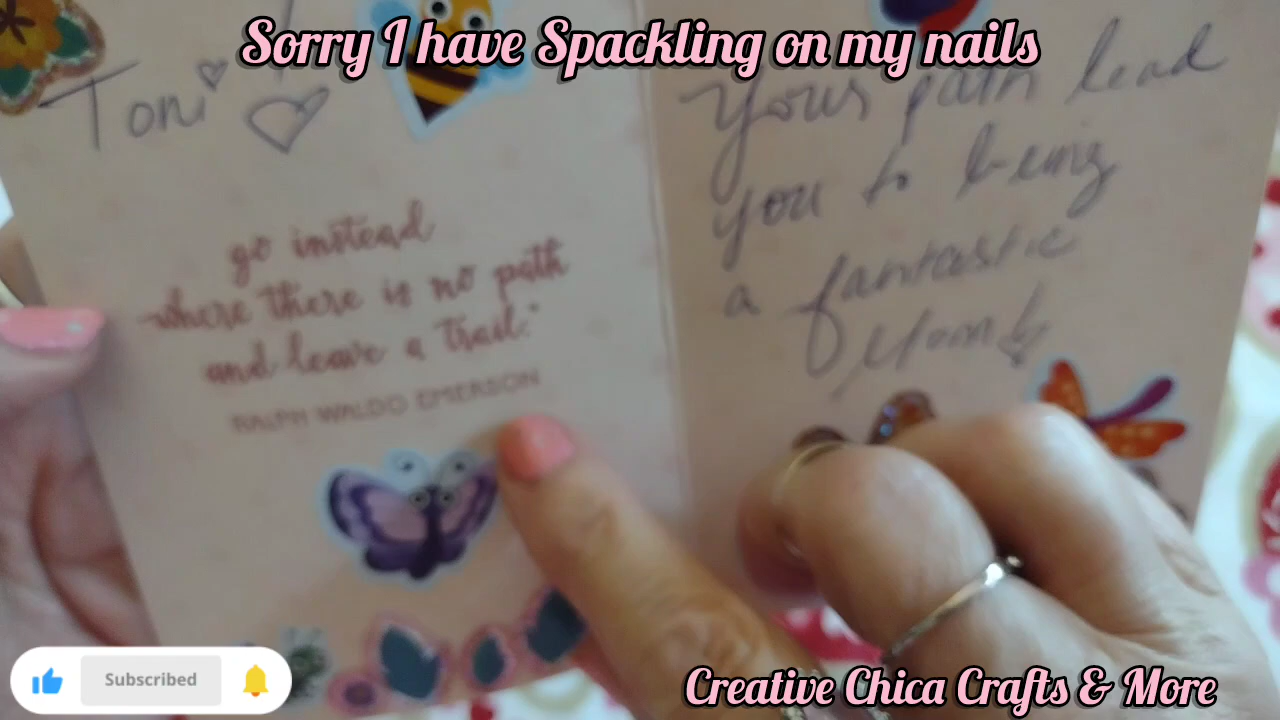 Sorry I have Spackling on my nails
Toni
go instead
where there is no path
and leave a trail."
RALPH WALDO EMERSON
Your path lead
you to being
a fantastic
Subscribed
Creative Chica Crafts & More